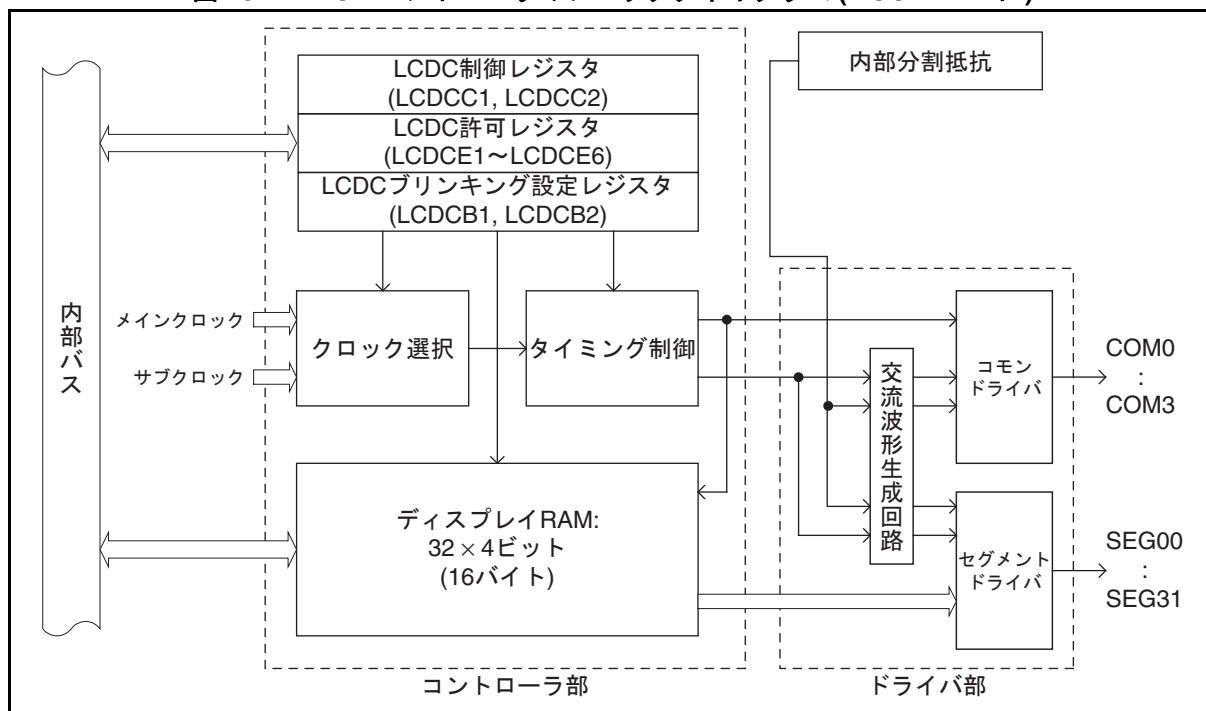 LCDC制御レジスタ
(LCDCC1, LCDCC2)
LCDC許可レジスタ
(LCDCE1～LCDCE6)
LCDCブリンキング設定レジスタ
(LCDCB1, LCDCB2)
内部分割抵抗
内部バス
メインクロック
サブクロック
クロック選択
タイミング制御
交流波形生成回路
コモン
ドライバ
COM0
:
COM3
ディスプレイRAM:
32 × 4ビット
(16バイト)
セグメント
ドライバ
SEG00
:
SEG31
コントローラ部
ドライバ部